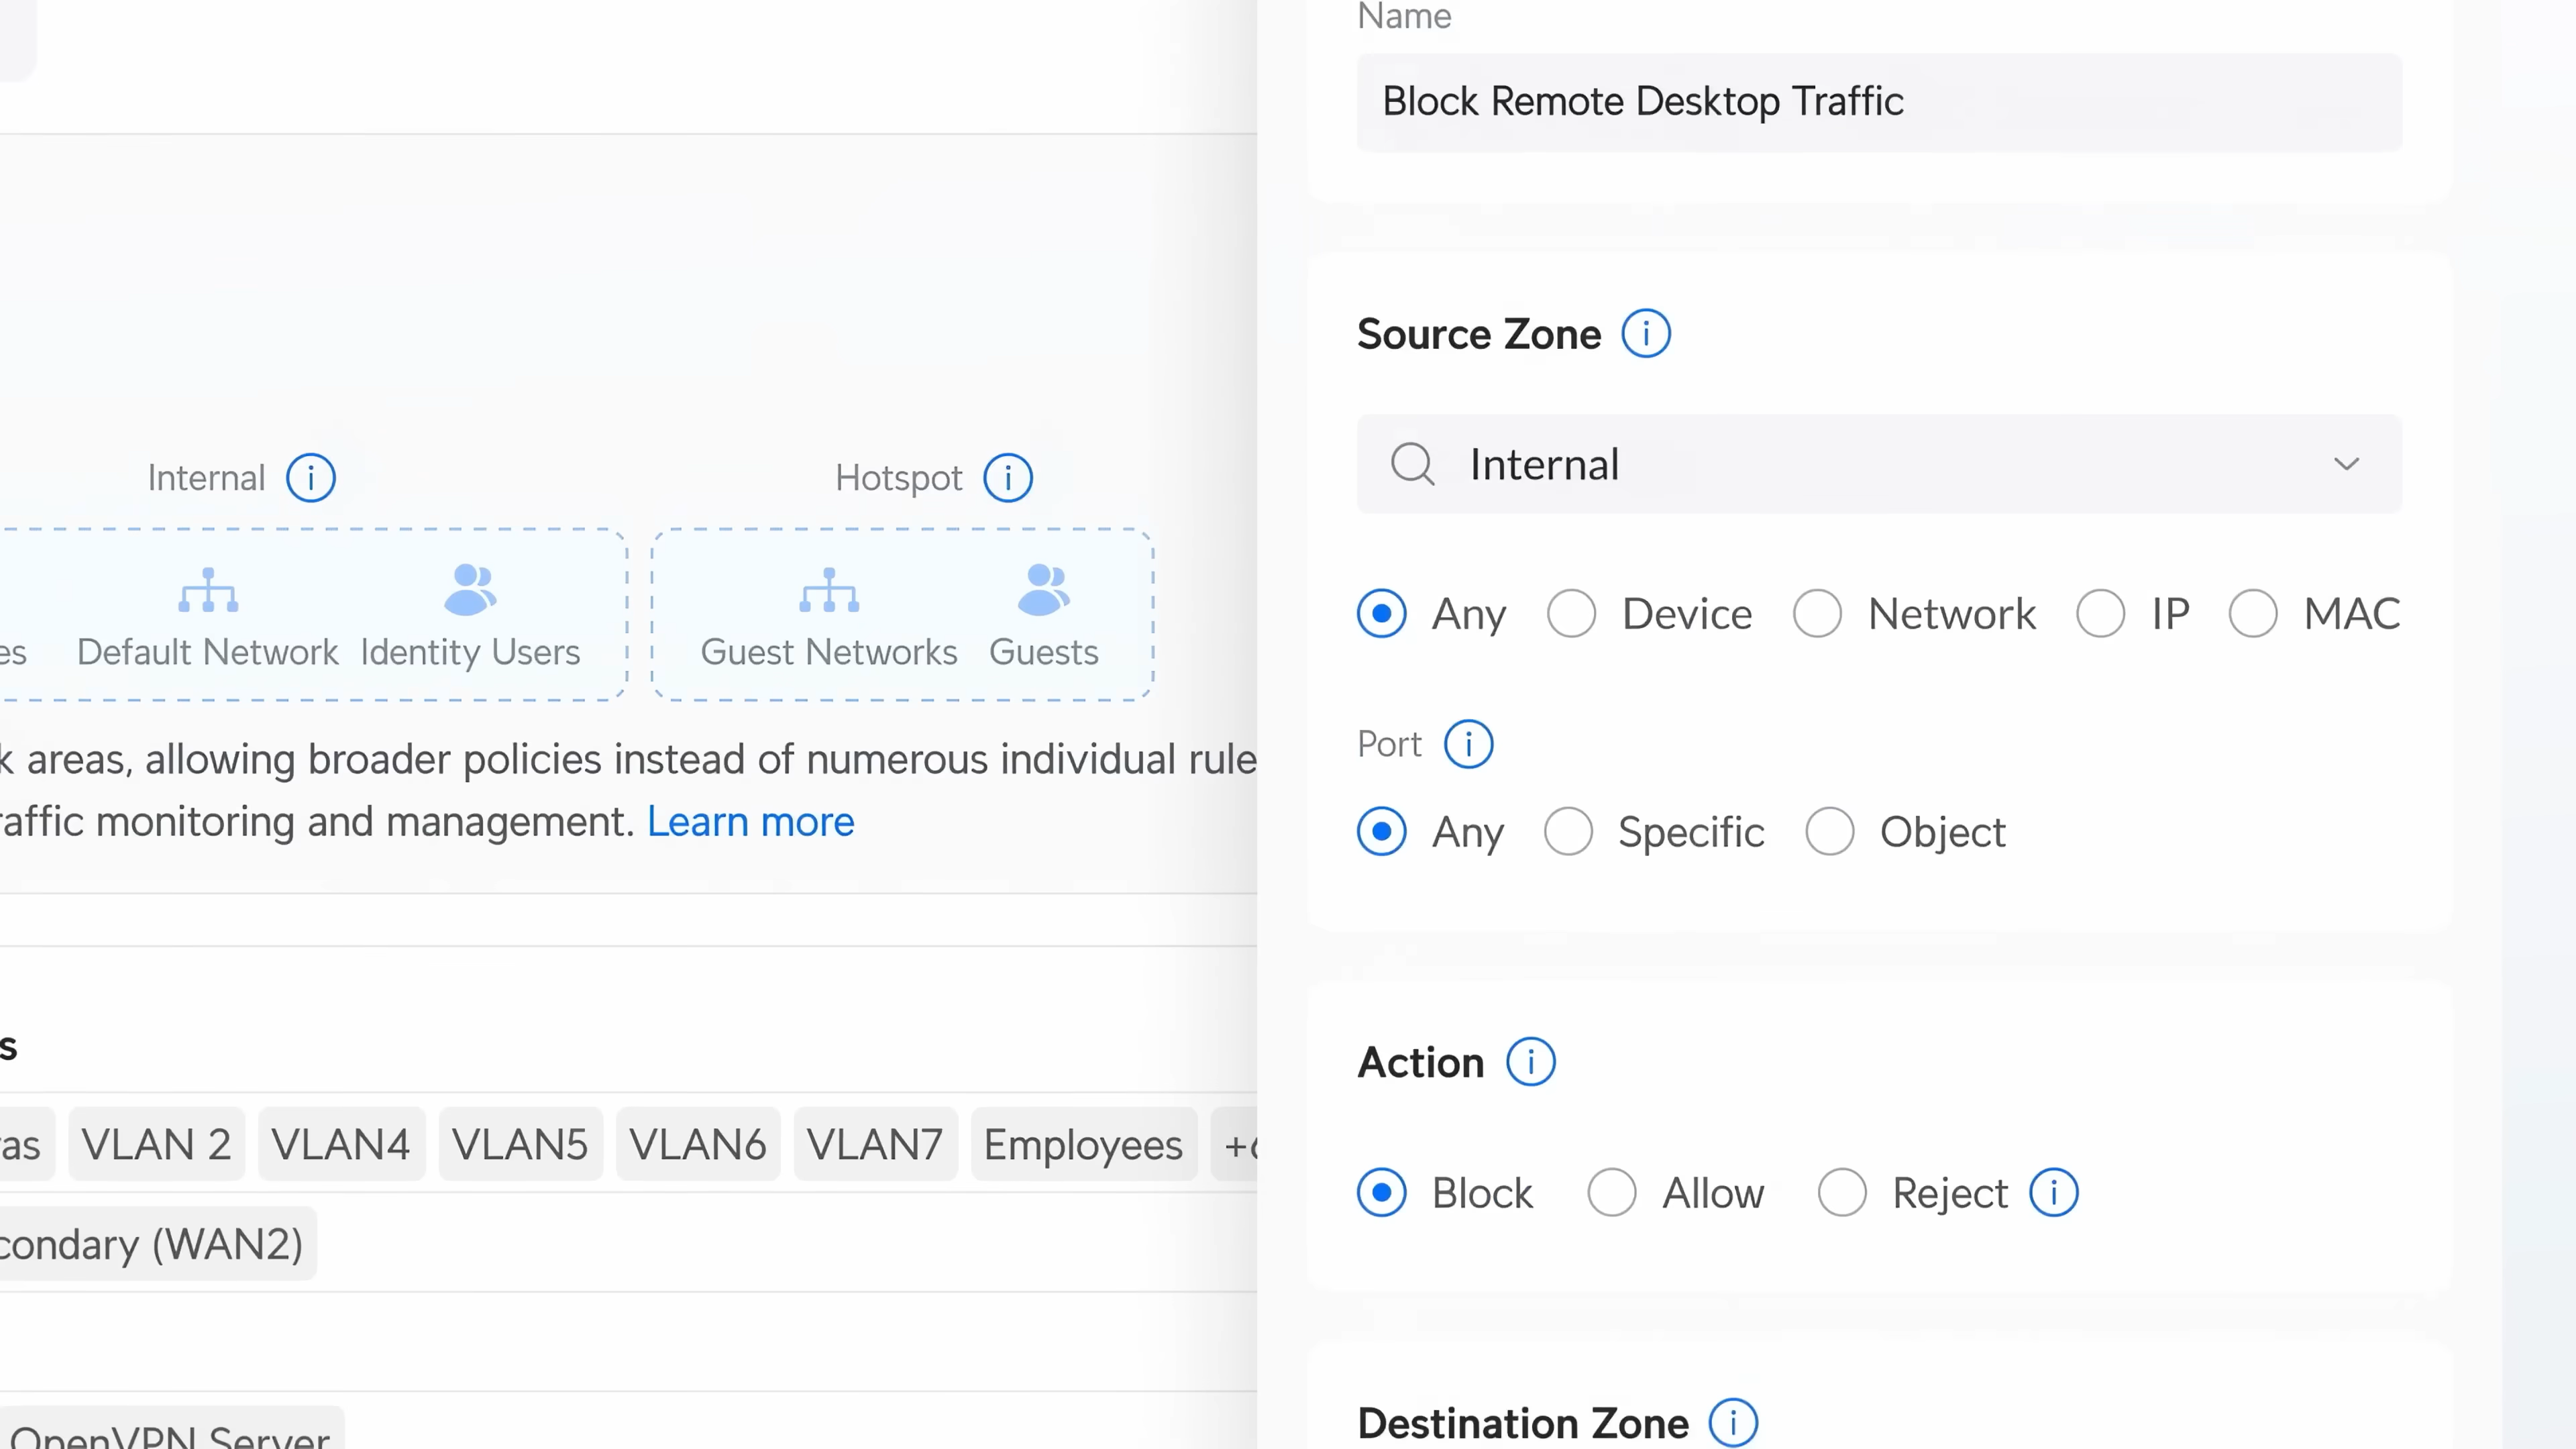 Name
Block Remote Desktop Traffic
Source Zone
Internal
Any Device Network IP MAC
Port
Any Specific Object
Action
Block Allow Reject
Destination Zone
Internal Hotspot
es Default Network Identity Users Guest Networks Guests
k areas, allowing broader policies instead of numerous individual rule
raffic monitoring and management. Learn more
s
as VLAN 2 VLAN4 VLAN5 VLAN6 VLAN7 Employees
condary (WAN2)
OpenVPN Server